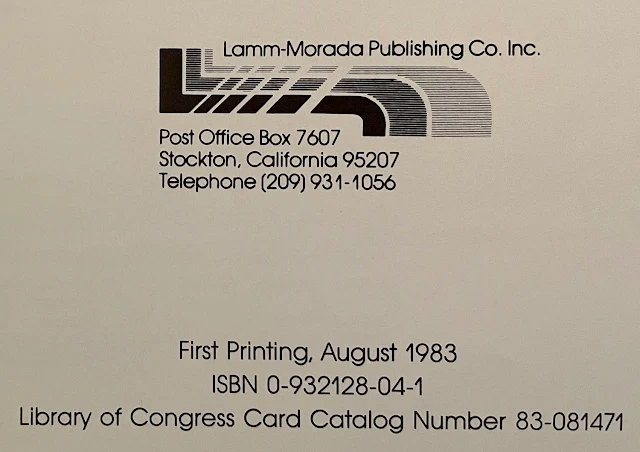 Lamm-Morada Publishing Co. Inc.
Post Office Box 7607
Stockton, California 95207
Telephone (209) 931-1056
First Printing, August 1983
ISBN 0-932128-04-1
Library of Congress Card Catalog Number 83-081471